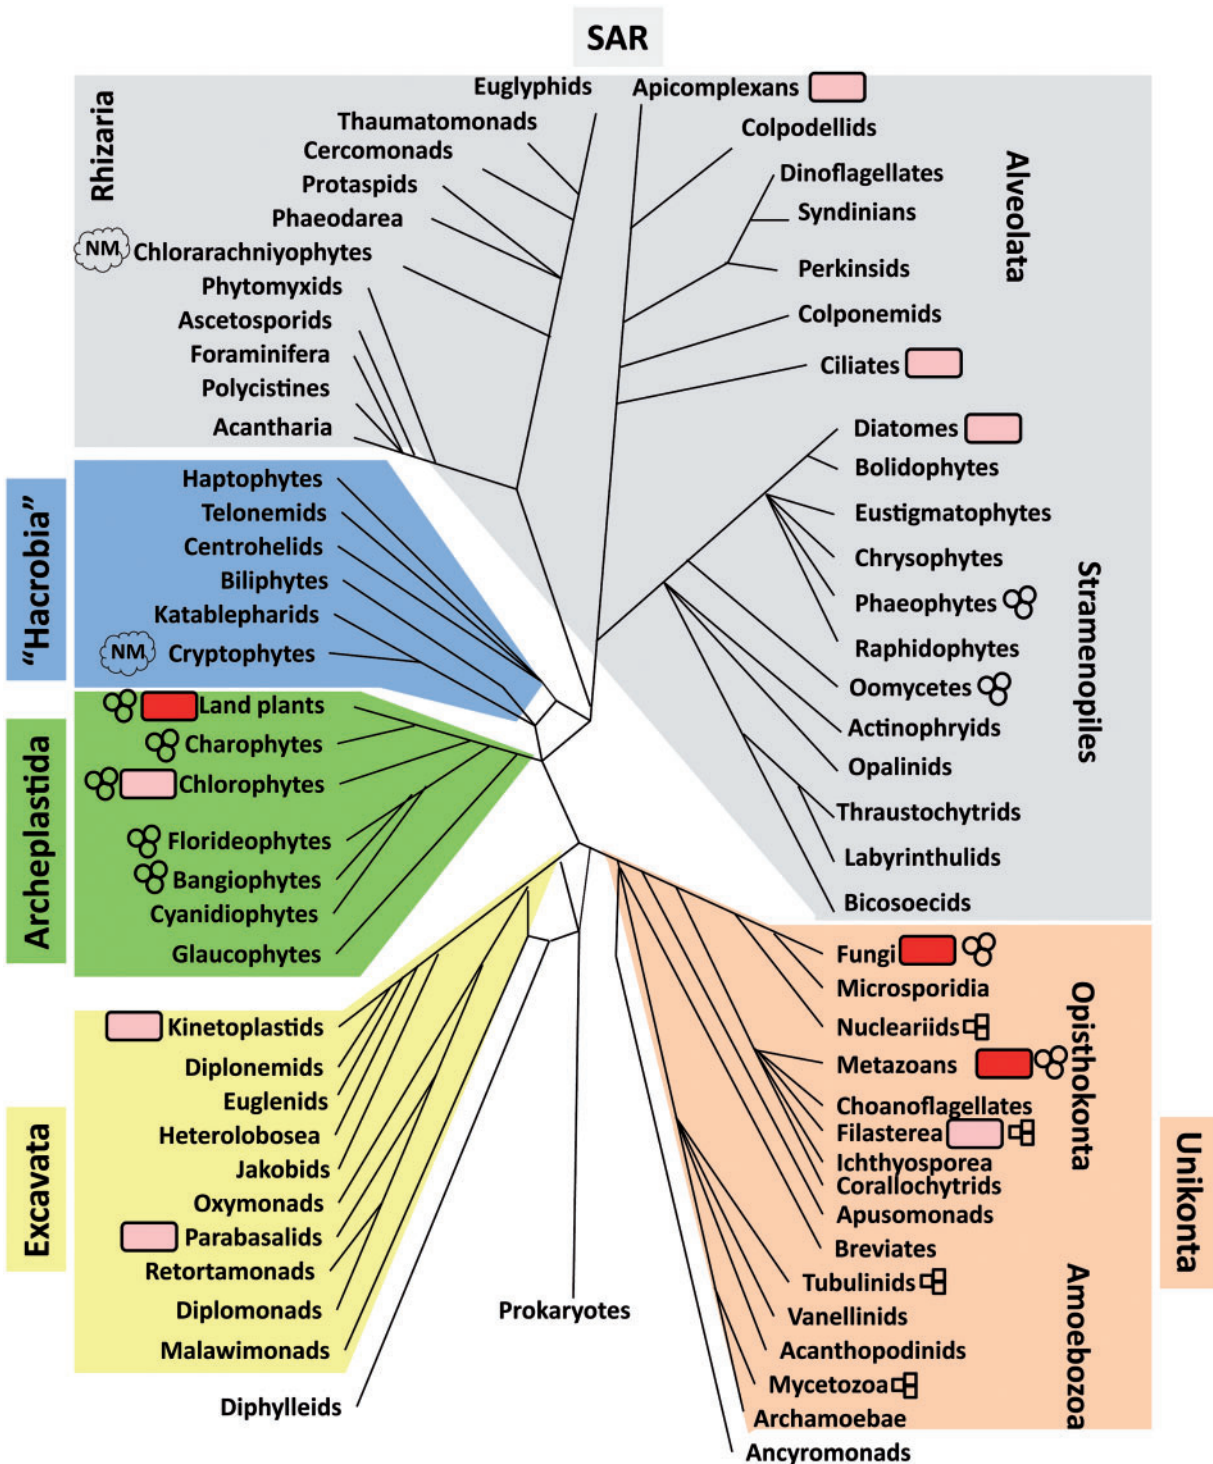 SAR
Rhizaria
Euglyphids
Thaumatomonads
Cercomonads
Protaspids
Phaeodarea
NM Chlorarachniyophytes
Phytomyxids
Ascetosporids
Foraminifera
Polycistines
Acantharia
Alveolata
Apicomplexans
Colpodellids
Dinoflagellates
Syndinians
Perkinsids
Colponemids
Ciliates
Stramenopiles
Diatomes
Bolidophytes
Eustigmatophytes
Chrysophytes
Phaeophytes
Raphidophytes
Oomycetes
Actinophryids
Opalinids
Thraustochytrids
Labyrinthulids
Bicosoecids
"Hacrobia"
Haptophytes
Telonemids
Centrohelids
Biliphytes
Katablepharids
NM Cryptophytes
Archeplastida
Land plants
Charophytes
Chlorophytes
Florideophytes
Bangiophytes
Cyanidiophytes
Glaucophytes
Excavata
Kinetoplastids
Diplonemids
Euglenids
Heterolobosea
Jakobids
Oxymonads
Parabasalids
Retortamonads
Diplomonads
Malawimonads
Diphylleids
Prokaryotes
Unikonta
Opisthokonta
Fungi
Microsporidia
Nucleariids
Metazoans
Choanoflagellates
Filasterea
Ichthyosporea
Corallochytrids
Apusomonads
Breviates
Amoebozoa
Tubulinids
Vanellinids
Acanthopodinids
Mycetozoa
Archamoebae
Ancyromonads